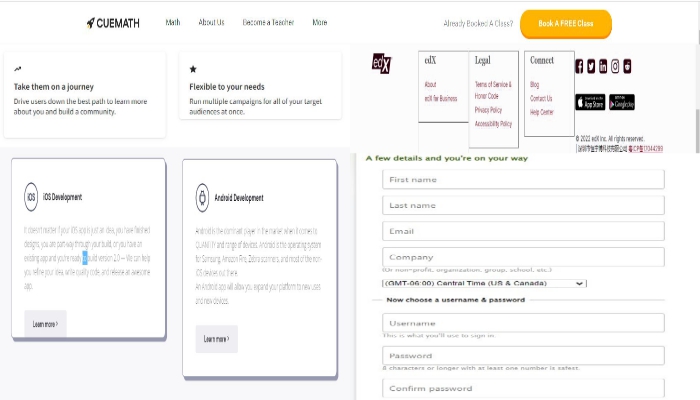 CUEMATH
Math About Us Become a Teacher More
Already Booked A Class? Book A FREE Class
Take them on a journey
Drive users down the best path to learn more
about you and build a community.
Flexible to your needs
Run multiple campaigns for all of your target
audiences at once.
edX
edX
About
edX for Business
Legal
Terms of Service &
Honor Code
Privacy Policy
Accessibility Policy
Connect
Blog
Contact Us
Help Center
App Store
Google play
© 2022 edX Inc. All rights reserved.
iOS
iOS Development
It doesn't matter if your iOS app is just an idea, you have finished
designs, you are part-way through your build, or you have an
existing app and you're ready to build version 2.0 — We can help
you refine your idea, write quality code, and release an awesome
app.
Learn more >
Android Development
Android is the dominant player in the market when it comes to
QUANTITY and range of devices. Android is the operating system
for Samsung, Amazon Fire, Zebra scanners, and most of the non-
iOS devices out there.
An Android app will allow you expand your platform to new users
and new devices.
Learn more >
A few details and you're on your way
First name
Last name
Email
Company
(Or non-profit, organization, group, school, etc.)
(GMT-06:00) Central Time (US & Canada)
Now choose a username & password
Username
This is what you'll use to sign in
Password
6 characters or longer with at least one number is safest.
Confirm password